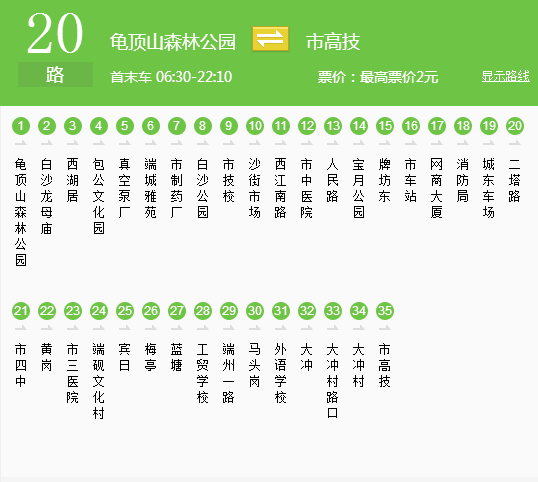 20
路
龟顶山森林公园
市高技
首末车 06:30-22:10
票价：最高票价2元
显示路线
1 2 3 4 5 6 7 8 9 10 11 12 13 14 15 16 17 18 19 20
龟顶山森林公园
白沙龙母庙
西湖居
包公文化园
真空泵厂
端城雅苑
市制药厂
白沙公园
市技校
沙街市场
西江南路
市中医院
人民路
宝月公园
牌坊东
市车站
网商大厦
消防局
城东车场
二塔路
21 22 23 24 25 26 27 28 29 30 31 32 33 34 35
市四中
黄岗
市三医院
端砚文化村
宾日
梅亭
蓝塘
工贸学校
端州一路
马头岗
外语学校
大冲
大冲村路口
大冲村
市高技